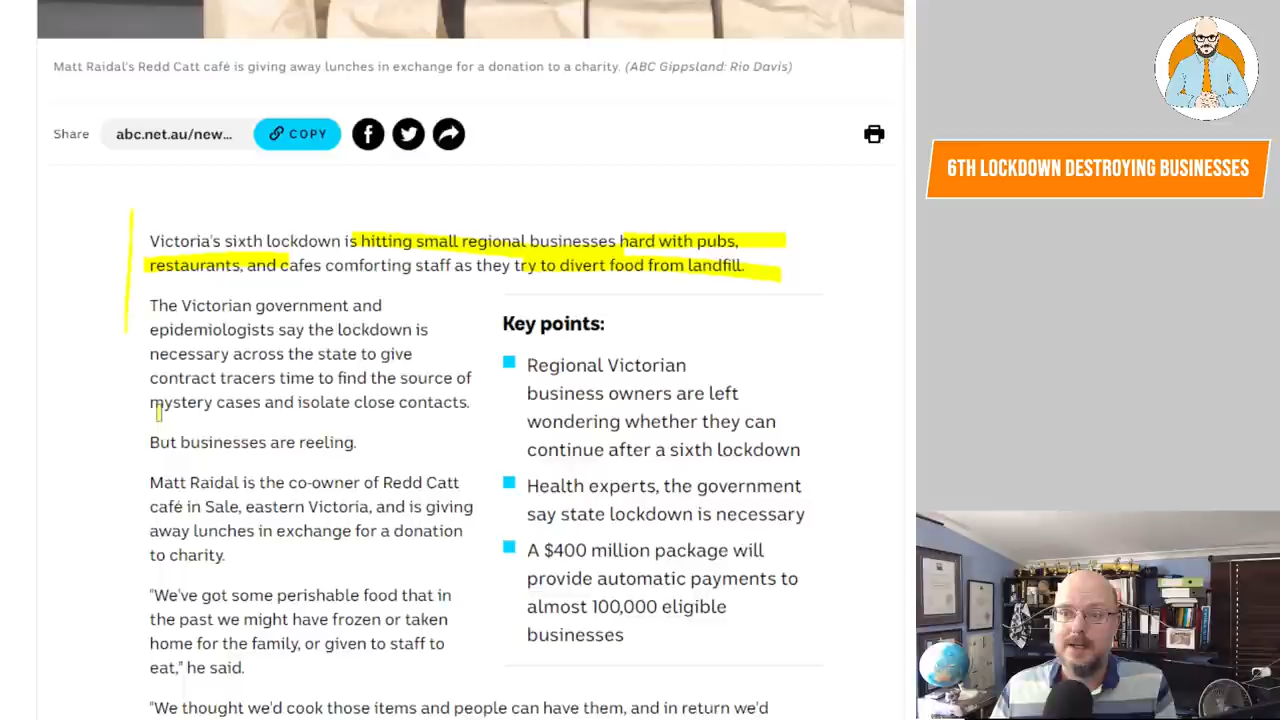 Matt Raidal's Redd Catt café is giving away lunches in exchange for a donation to a charity. (ABC Gippsland: Rio Davis)
Share
abc.net.au/new...
COPY
6TH LOCKDOWN DESTROYING BUSINESSES
Victoria's sixth lockdown is hitting small regional businesses hard with pubs,
restaurants, and cafes comforting staff as they try to divert food from landfill.
The Victorian government and
epidemiologists say the lockdown is
necessary across the state to give
contract tracers time to find the source of
mystery cases and isolate close contacts.
But businesses are reeling.
Matt Raidal is the co-owner of Redd Catt
café in Sale, eastern Victoria, and is giving
away lunches in exchange for a donation
to charity.
"We've got some perishable food that in
the past we might have frozen or taken
home for the family, or given to staff to
eat," he said.
Key points:
Regional Victorian
business owners are left
wondering whether they can
continue after a sixth lockdown
Health experts, the government
say state lockdown is necessary
A $400 million package will
provide automatic payments to
almost 100,000 eligible
businesses
"We thought we'd cook those items and people can have them, and in return we'd